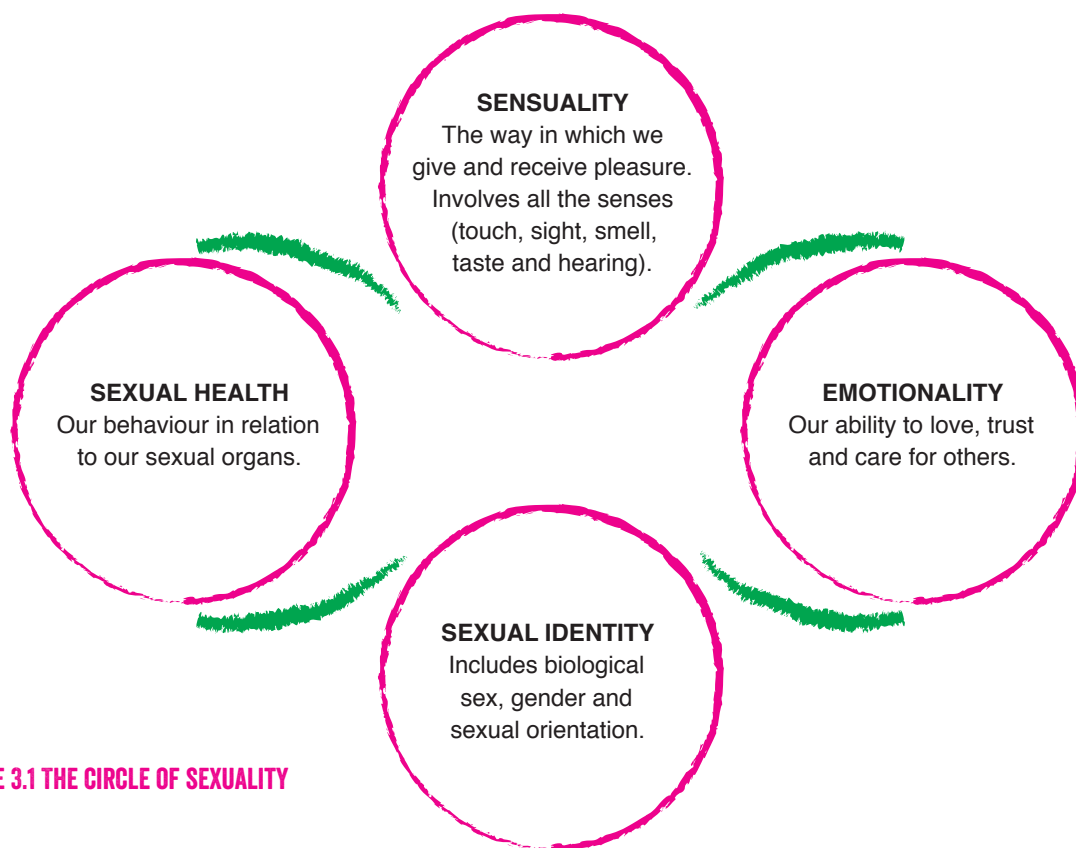 SENSUALITY
The way in which we
give and receive pleasure.
Involves all the senses
(touch, sight, smell,
taste and hearing).
SEXUAL HEALTH
Our behaviour in relation
to our sexual organs.
EMOTIONALITY
Our ability to love, trust
and care for others.
SEXUAL IDENTITY
Includes biological
sex, gender and
sexual orientation.
E 3.1 THE CIRCLE OF SEXUALITY